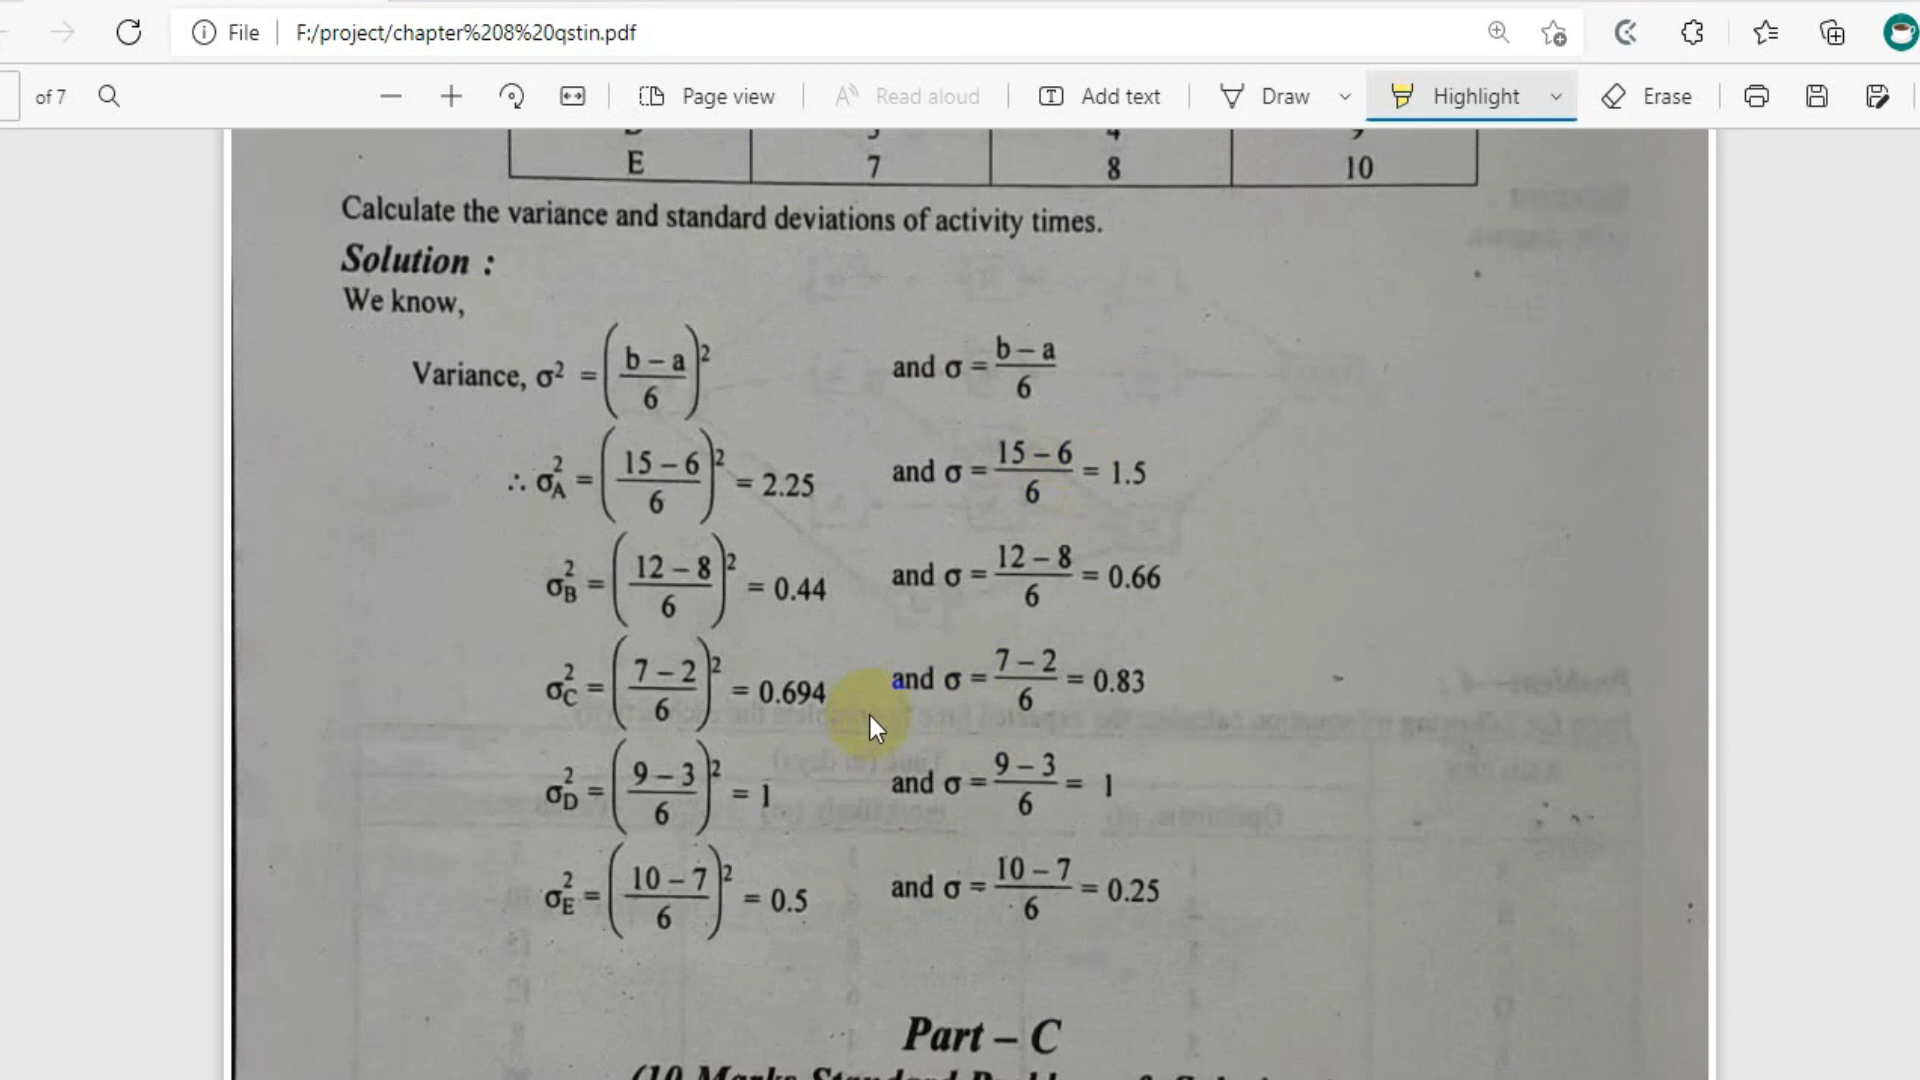 File F:/project/chapter%208%20qstin.pdf
of 7 Page view Read aloud Add text Draw Highlight Erase
E 7 8 10
Calculate the variance and standard deviations of activity times.
Solution :
We know,
Variance, σ² = ((b – a)/6)² and σ = (b – a)/6
∴ σ²A = ((15 – 6)/6)² = 2.25 and σ = (15 – 6)/6 = 1.5
σ²B = ((12 – 8)/6)² = 0.44 and σ = (12 – 8)/6 = 0.66
σ²C = ((7 – 2)/6)² = 0.694 and σ = (7 – 2)/6 = 0.83
σ²D = ((9 – 3)/6)² = 1 and σ = (9 – 3)/6 = 1
σ²E = ((10 – 7)/6)² = 0.5 and σ = (10 – 7)/6 = 0.25
Part – C
(10 Marks Standard